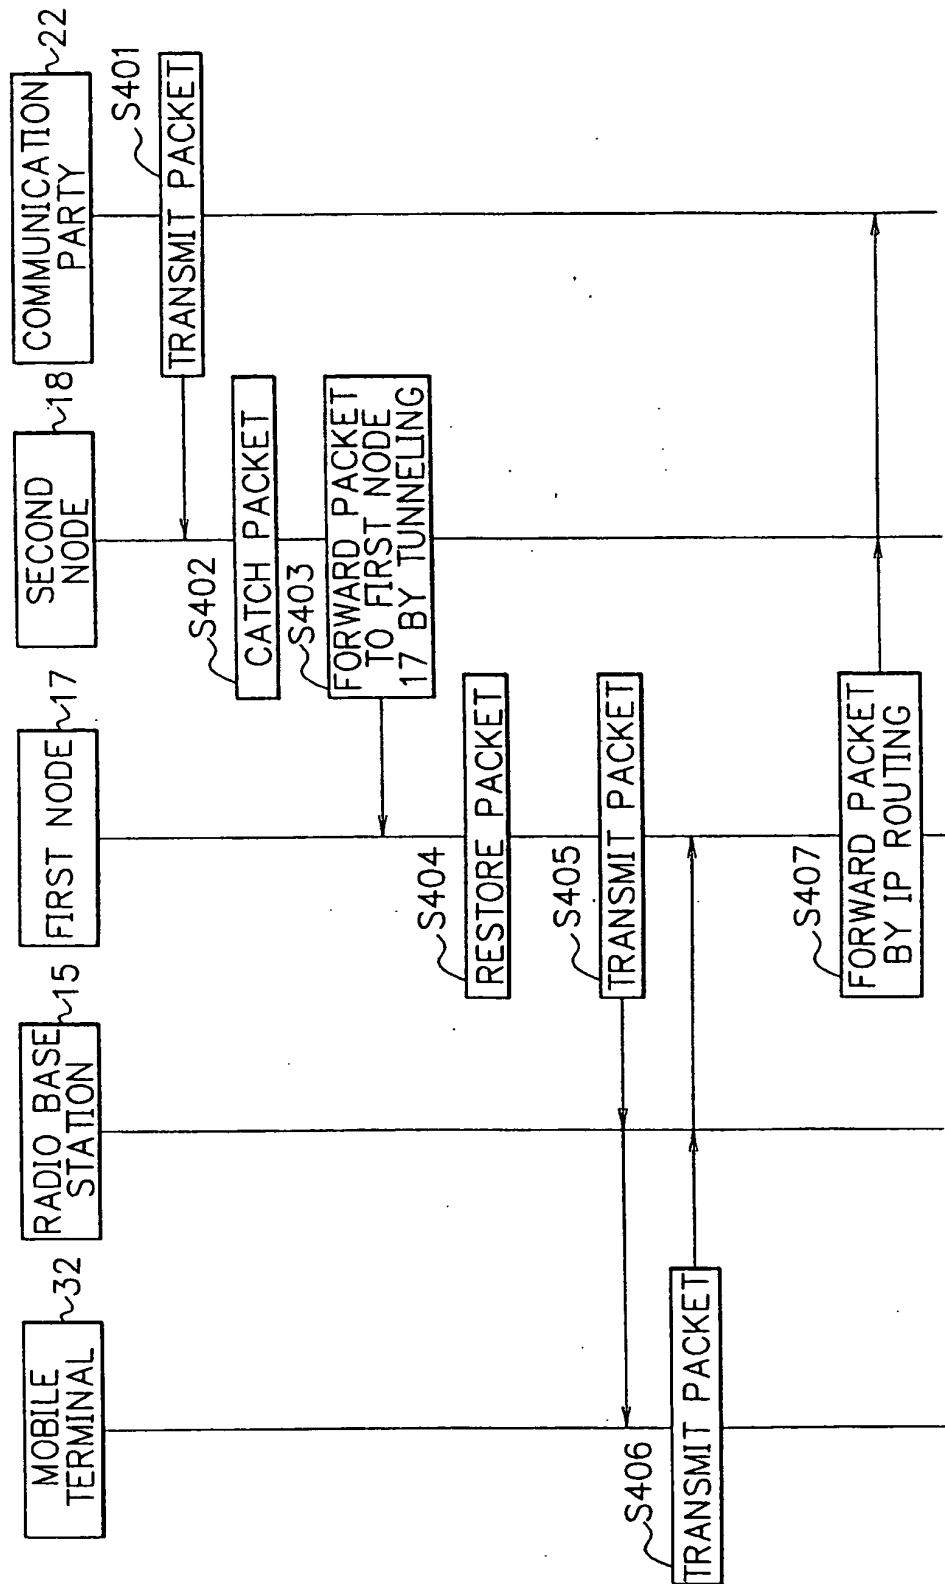 MOBILE
TERMINAL
32
RADIO BASE
STATION
15
FIRST NODE
17
SECOND
NODE
18
COMMUNICATION
PARTY
22
S401
TRANSMIT PACKET
S402
CATCH PACKET
S403
FORWARD PACKET
TO FIRST NODE
17 BY TUNNELING
S404
RESTORE PACKET
S405
TRANSMIT PACKET
S406
TRANSMIT PACKET
S407
FORWARD PACKET
BY IP ROUTING